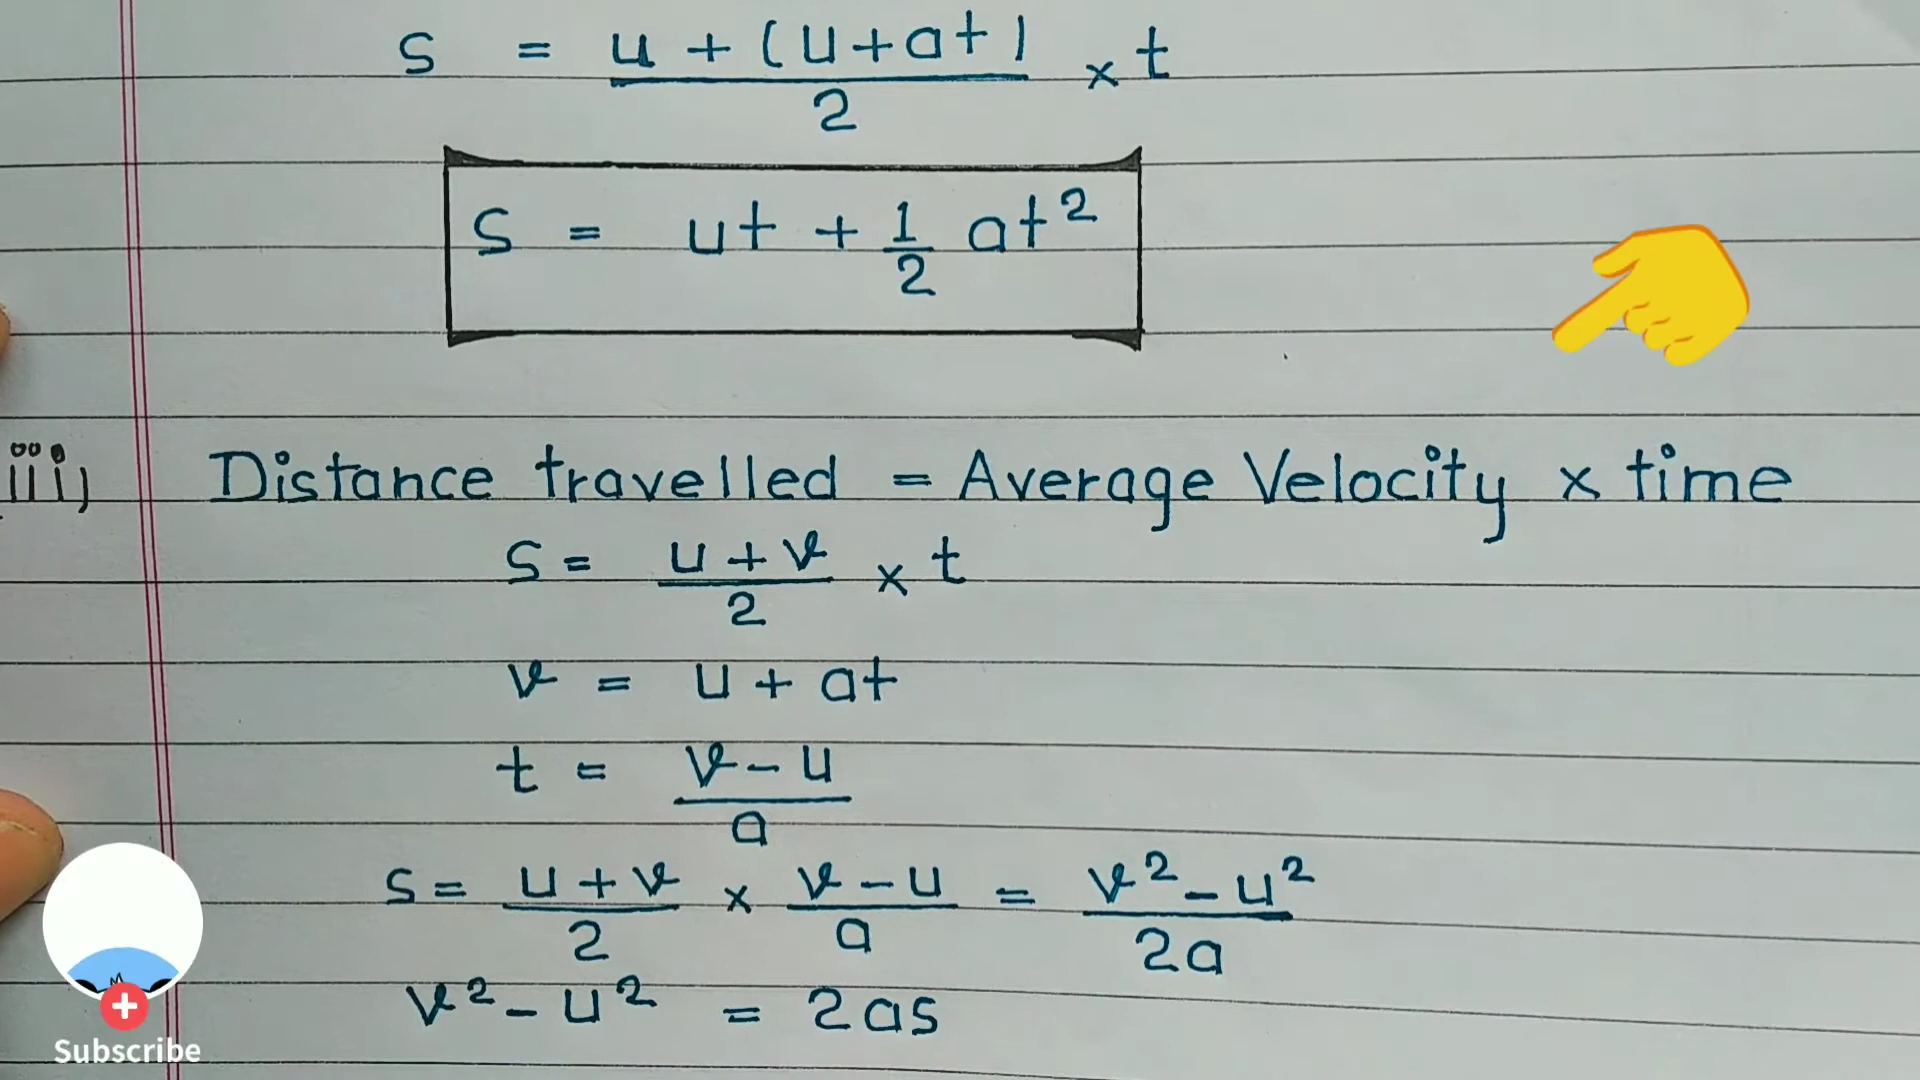 s = u + (u+at) / 2 × t
S = ut + 1/2 at²
iii) Distance travelled = Average Velocity × time
s = u + v / 2 × t
v = u + at
t = v - u / a
s = u + v / 2 × v - u / a = v² - u² / 2a
v² - u² = 2as
Subscribe